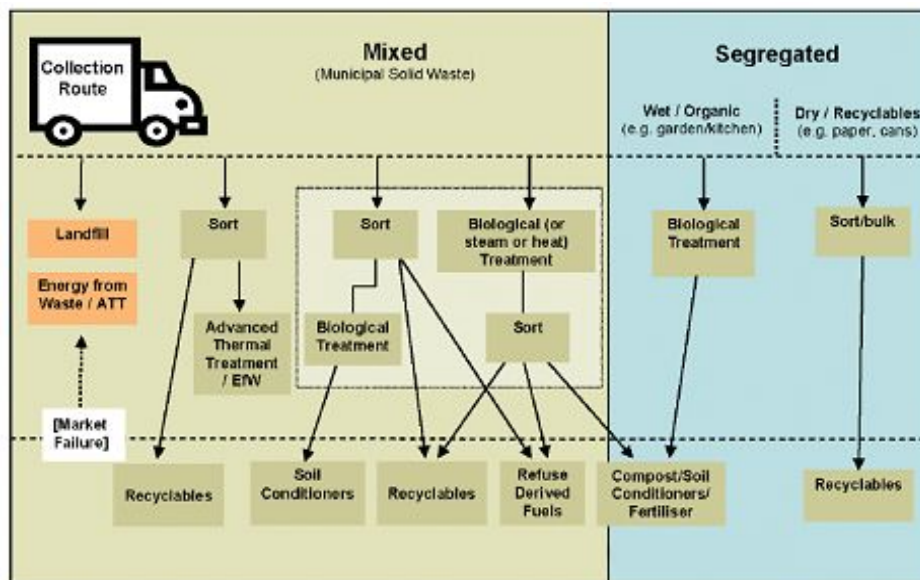 Collection
Route
Mixed
(Municipal Solid Waste)
Segregated
Wet / Organic
(e.g. garden/kitchen)
Dry / Recyclables
(e.g. paper, cans)
Landfill
Energy from
Waste / ATT
[Market
Failure]
Sort
Advanced
Thermal
Treatment
/ EfW
Sort
Biological
Treatment
Biological (or
steam or heat)
Treatment
Sort
Biological
Treatment
Sort/bulk
Recyclables
Soil
Conditioners
Recyclables
Refuse
Derived
Fuels
Compost/Soil
Conditioners/
Fertiliser
Recyclables